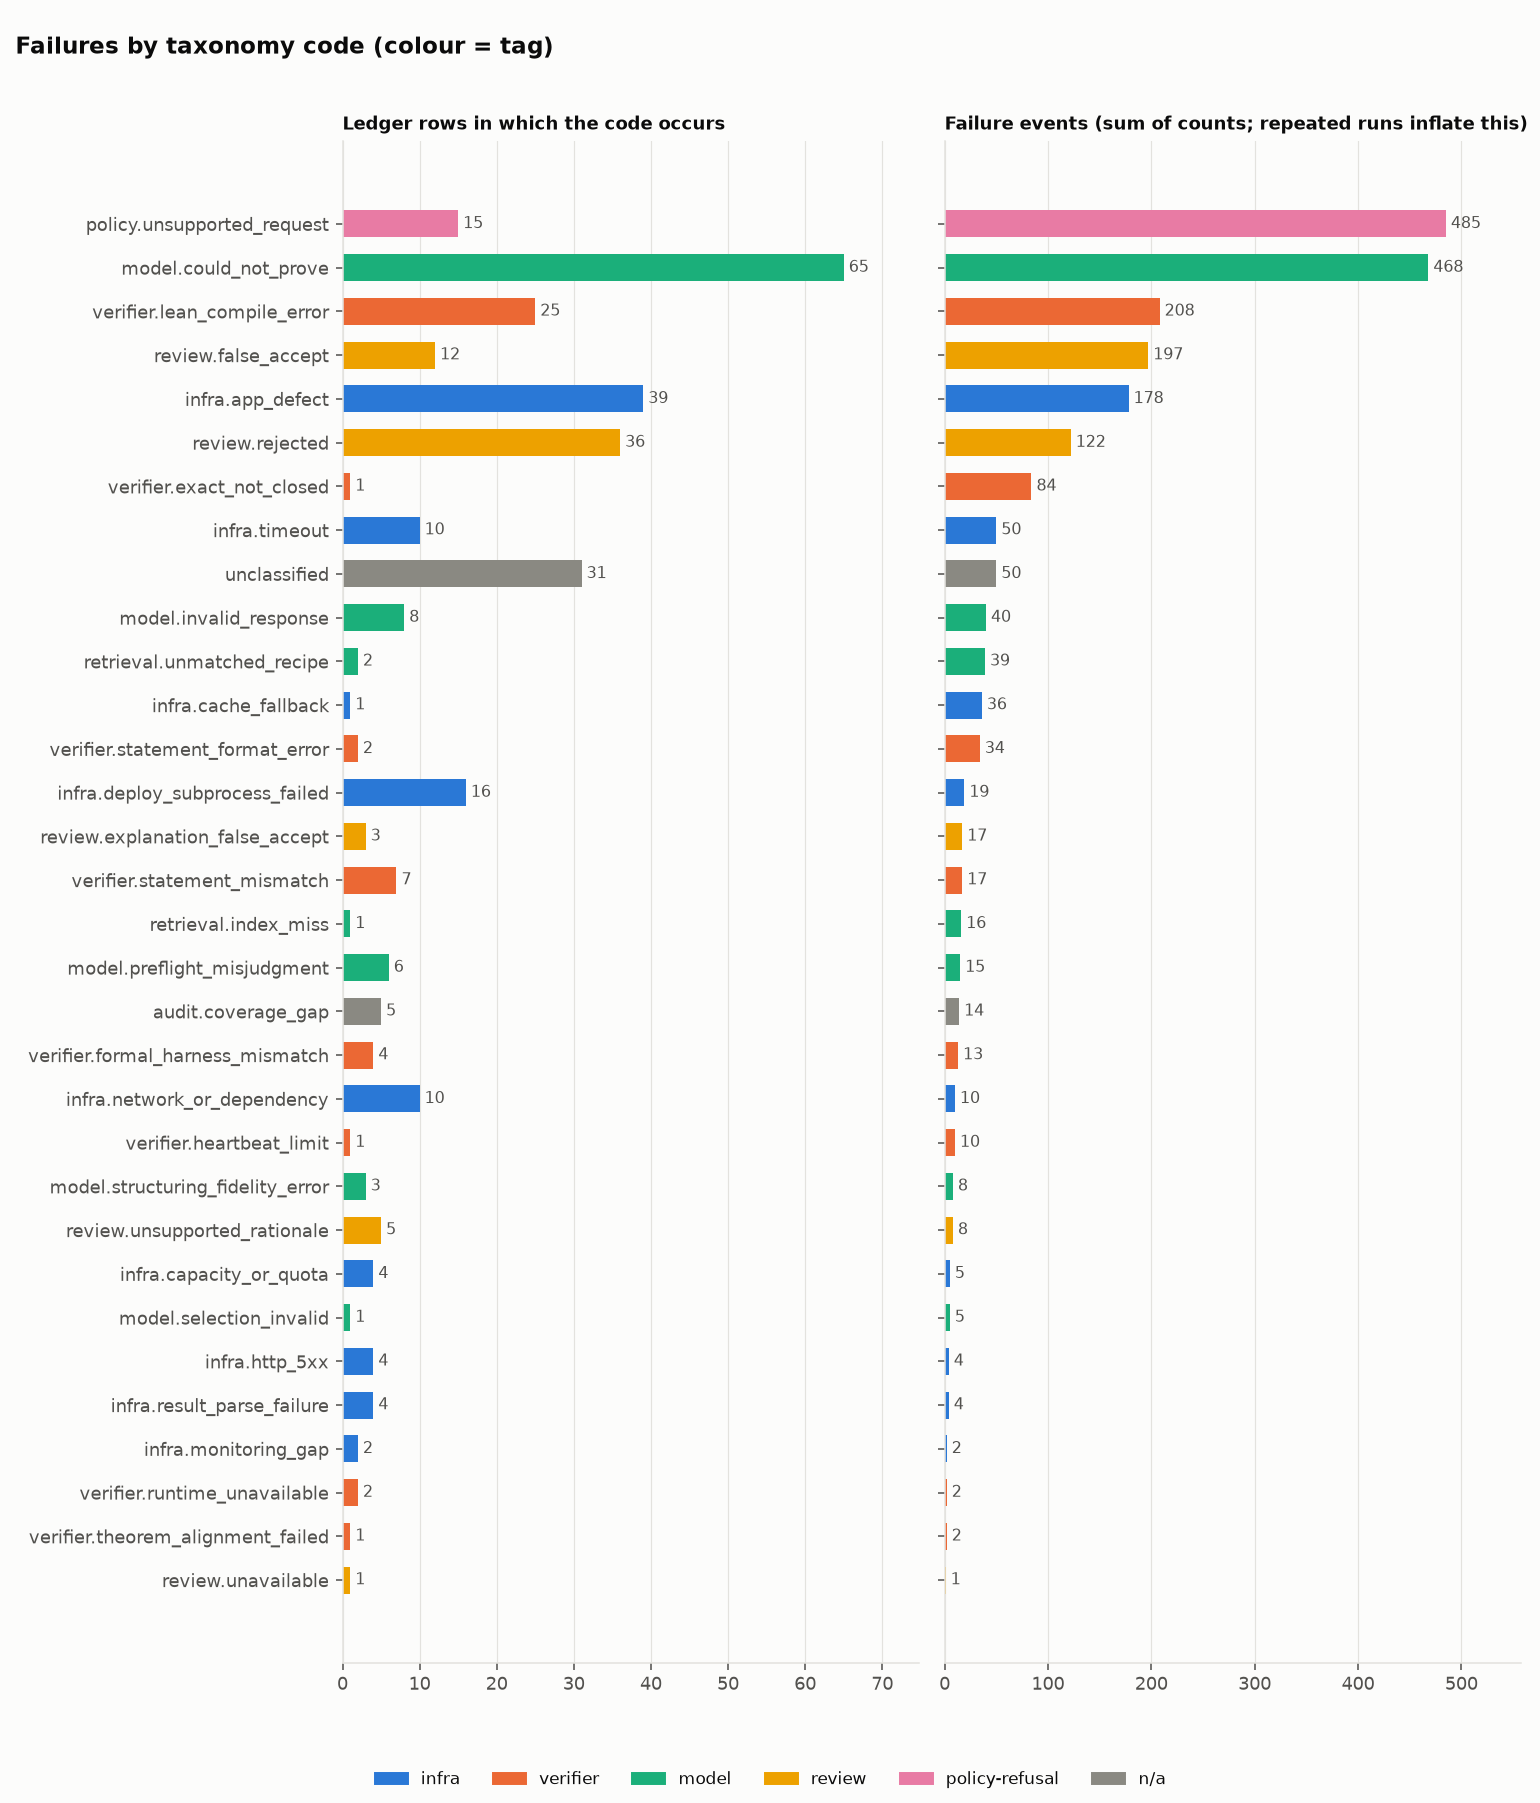 Failures by taxonomy code (colour = tag)
Ledger rows in which the code occurs
Failure events (sum of counts; repeated runs inflate this)
policy.unsupported_request 15 485
model.could_not_prove 65 468
verifier.lean_compile_error 25 208
review.false_accept 12 197
infra.app_defect 39 178
review.rejected 36 122
verifier.exact_not_closed 1 84
infra.timeout 10 50
unclassified 31 50
model.invalid_response 8 40
retrieval.unmatched_recipe 2 39
infra.cache_fallback 1 36
verifier.statement_format_error 2 34
infra.deploy_subprocess_failed 16 19
review.explanation_false_accept 3 17
verifier.statement_mismatch 7 17
retrieval.index_miss 1 16
model.preflight_misjudgment 6 15
audit.coverage_gap 5 14
verifier.formal_harness_mismatch 4 13
infra.network_or_dependency 10 10
verifier.heartbeat_limit 1 10
model.structuring_fidelity_error 3 8
review.unsupported_rationale 5 8
infra.capacity_or_quota 4 5
model.selection_invalid 1 5
infra.http_5xx 4 4
infra.result_parse_failure 4 4
infra.monitoring_gap 2 2
verifier.runtime_unavailable 2 2
verifier.theorem_alignment_failed 1 2
review.unavailable 1 1
0 10 20 30 40 50 60 70
0 100 200 300 400 500
infra verifier model review policy-refusal n/a